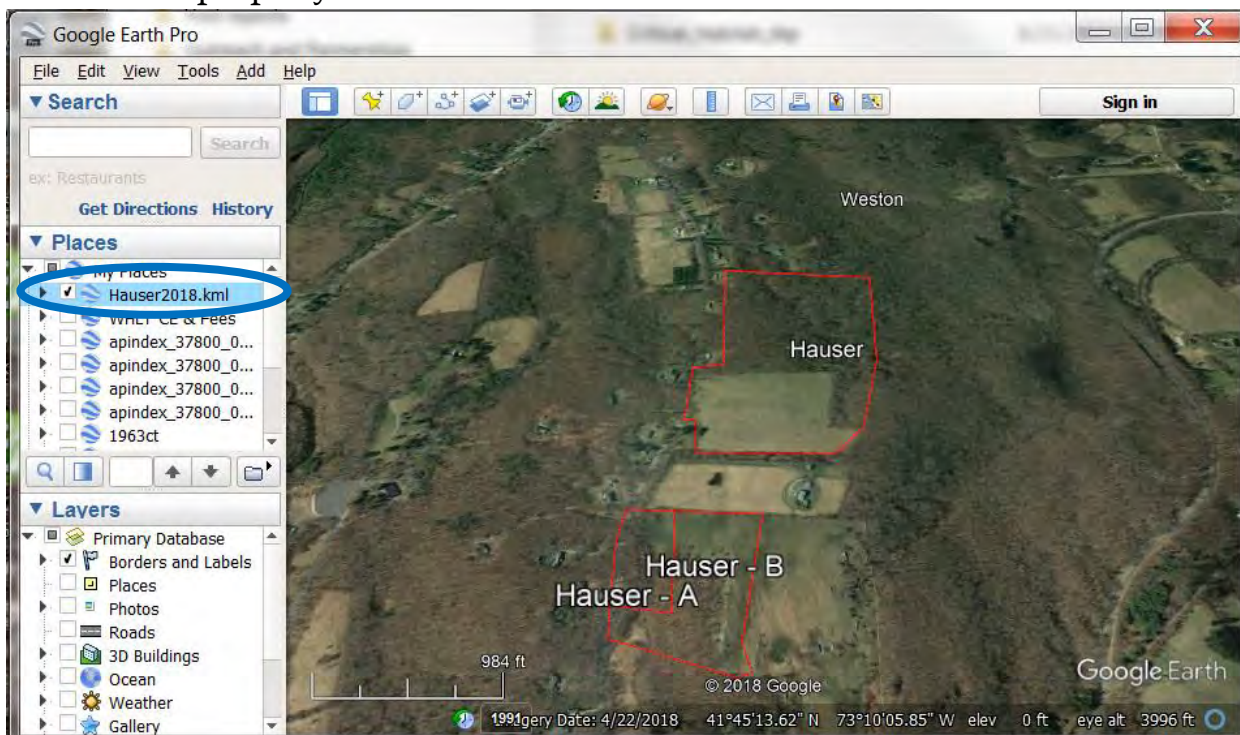 Google Earth Pro
File Edit View Tools Add Help
Search
Sign in
Search
ex: Restaurants
Get Directions History
Places
My Places
Hauser2018.kml
WHLT CE & Fees
apindex_37800_0...
apindex_37800_0...
apindex_37800_0...
apindex_37800_0...
1963ct
Layers
Primary Database
Borders and Labels
Places
Photos
Roads
3D Buildings
Ocean
Weather
Gallery
Weston
Hauser
Hauser - B
Hauser - A
984 ft
© 2018 Google
Google Earth
1991 gery Date: 4/22/2018 41°45'13.62" N 73°10'05.85" W elev 0 ft eye alt 3996 ft